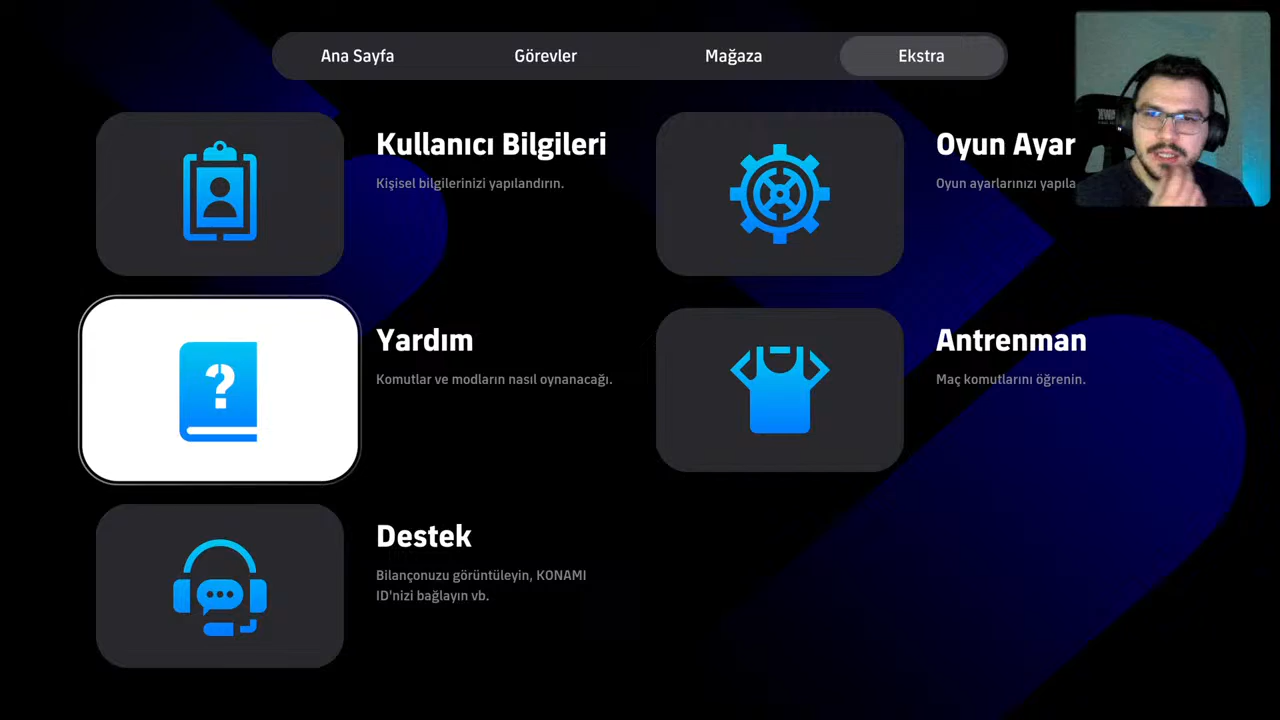 Ana Sayfa
Görevler
Mağaza
Ekstra
Kullanıcı Bilgileri
Kişisel bilgilerinizi yapılandırın.
Oyun Ayar
Oyun ayarlarınızı yapıla
Yardım
Komutlar ve modların nasıl oynanacağı.
Antrenman
Maç komutlarını öğrenin.
Destek
Bilançonuzu görüntüleyin, KONAMI
ID'nizi bağlayın vb.